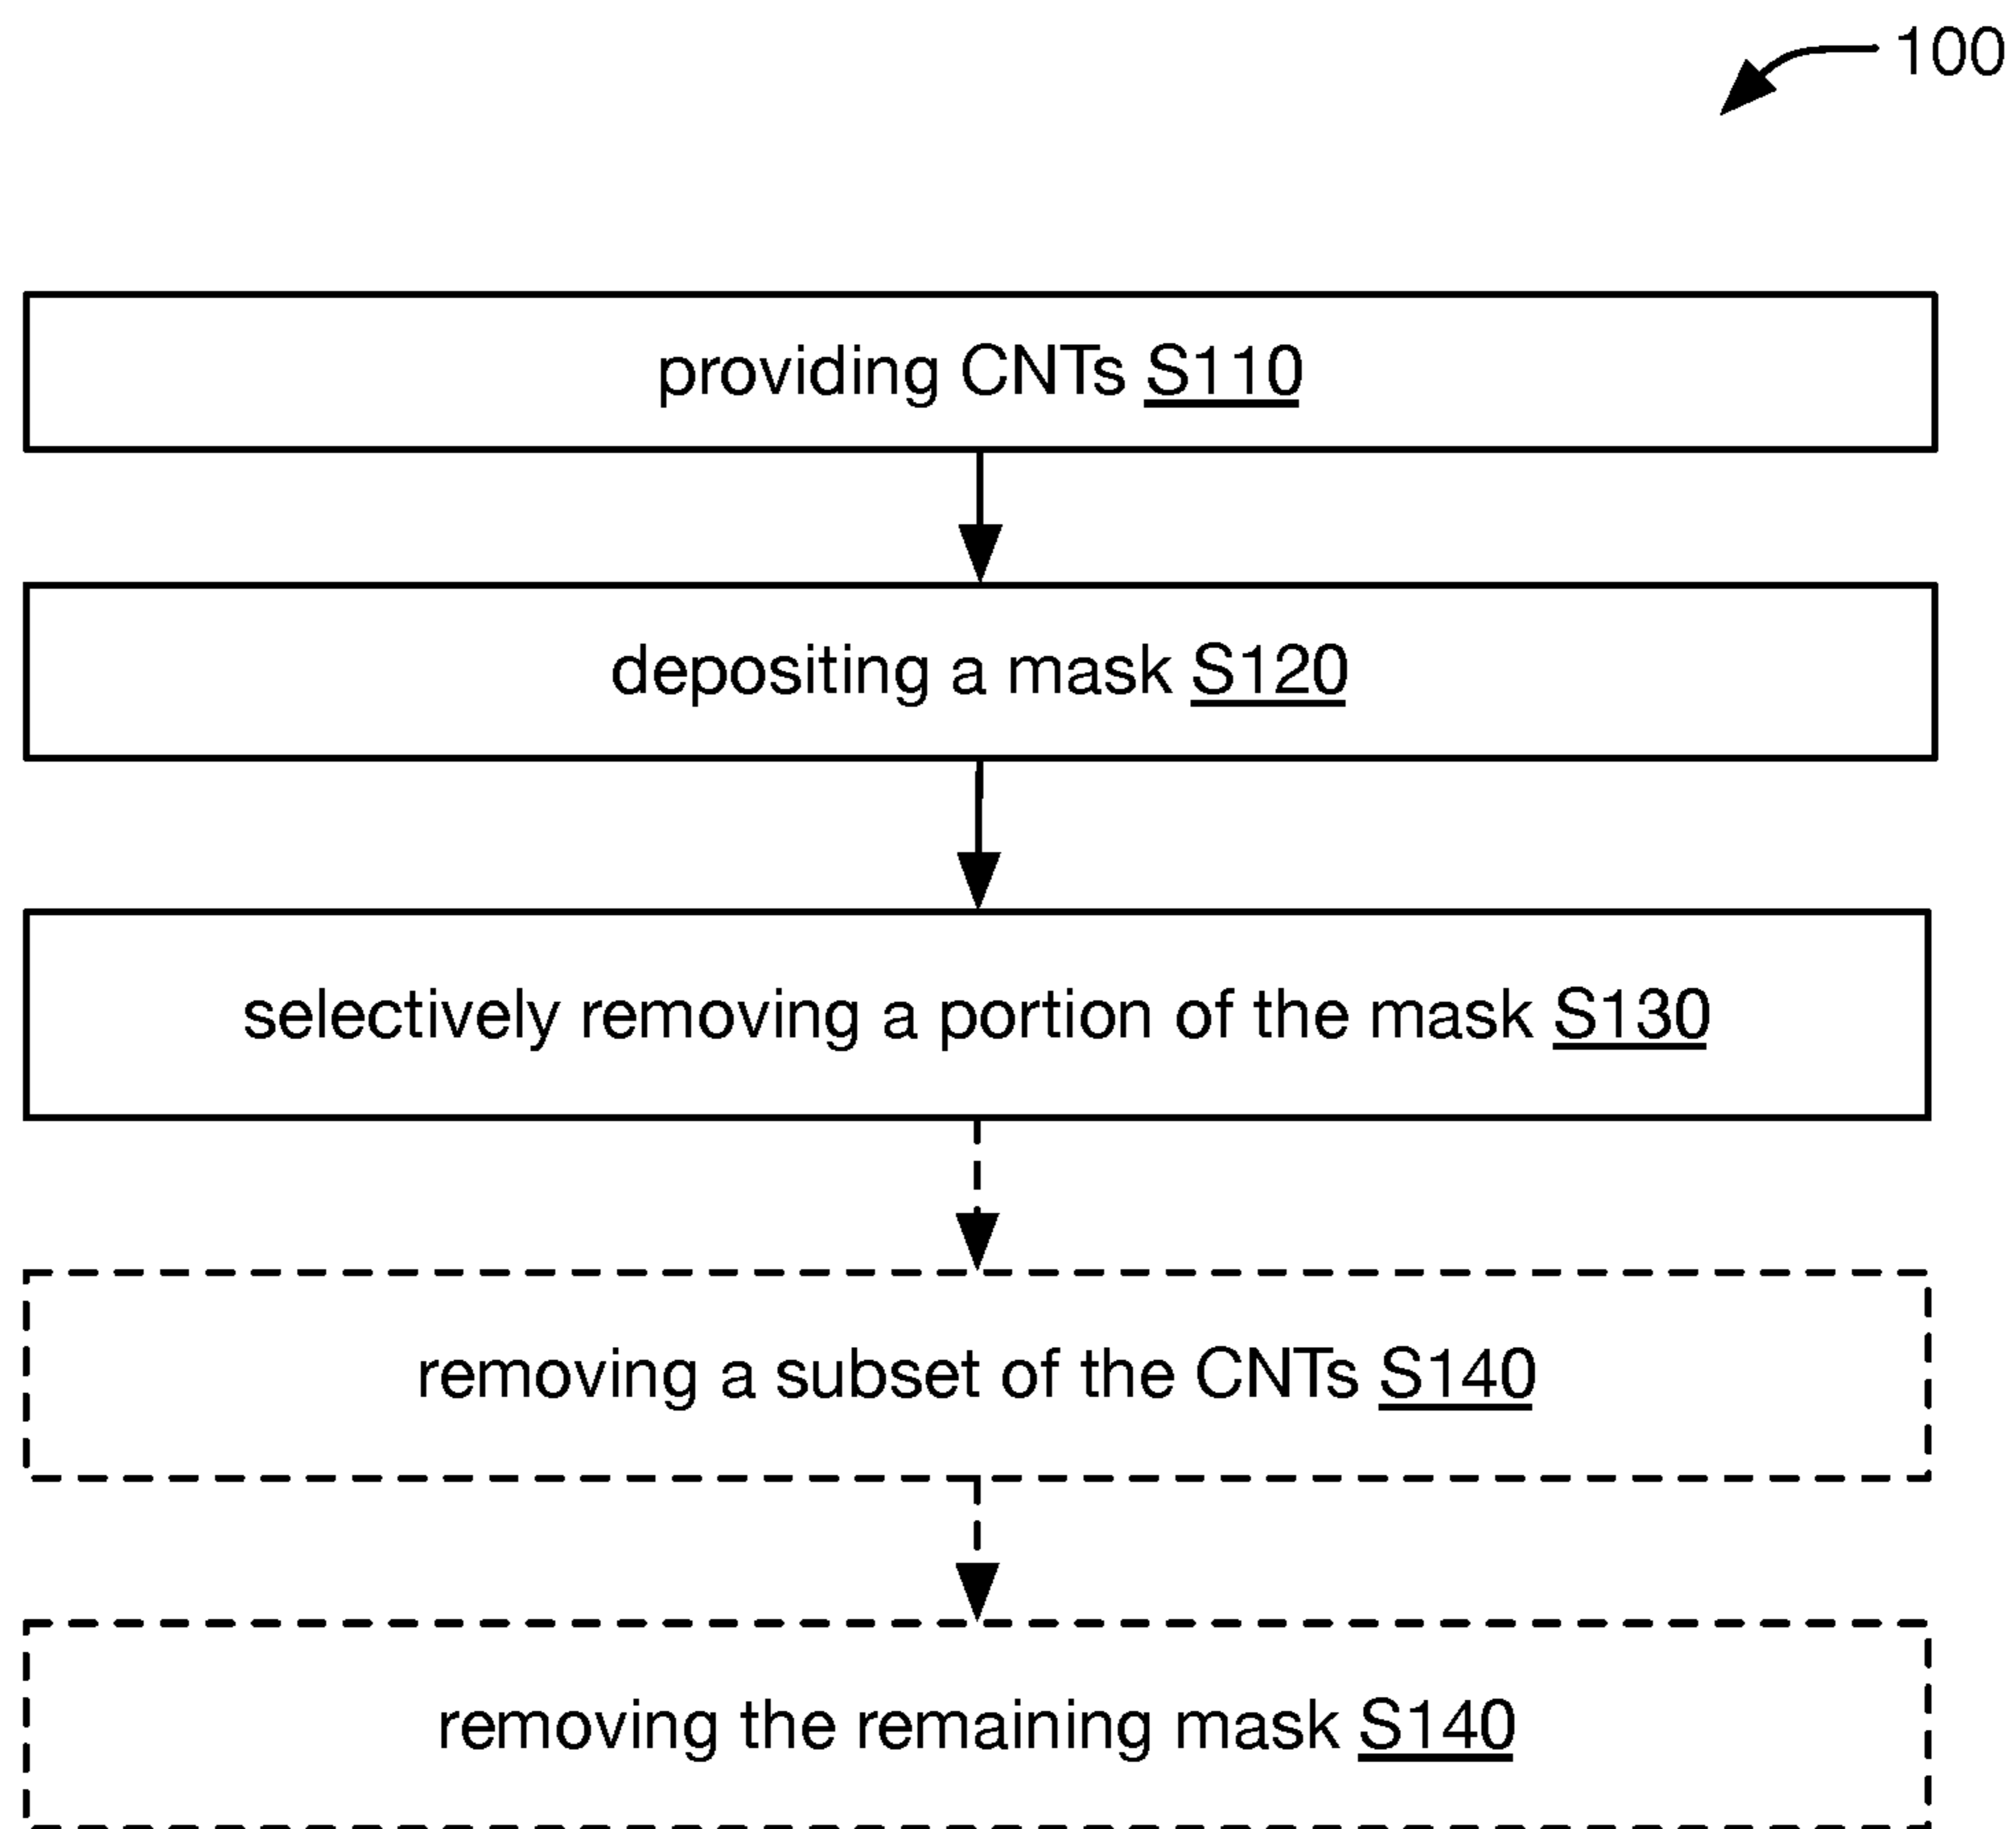 100
providing CNTs S110
depositing a mask S120
selectively removing a portion of the mask S130
removing a subset of the CNTs S140
removing the remaining mask S140